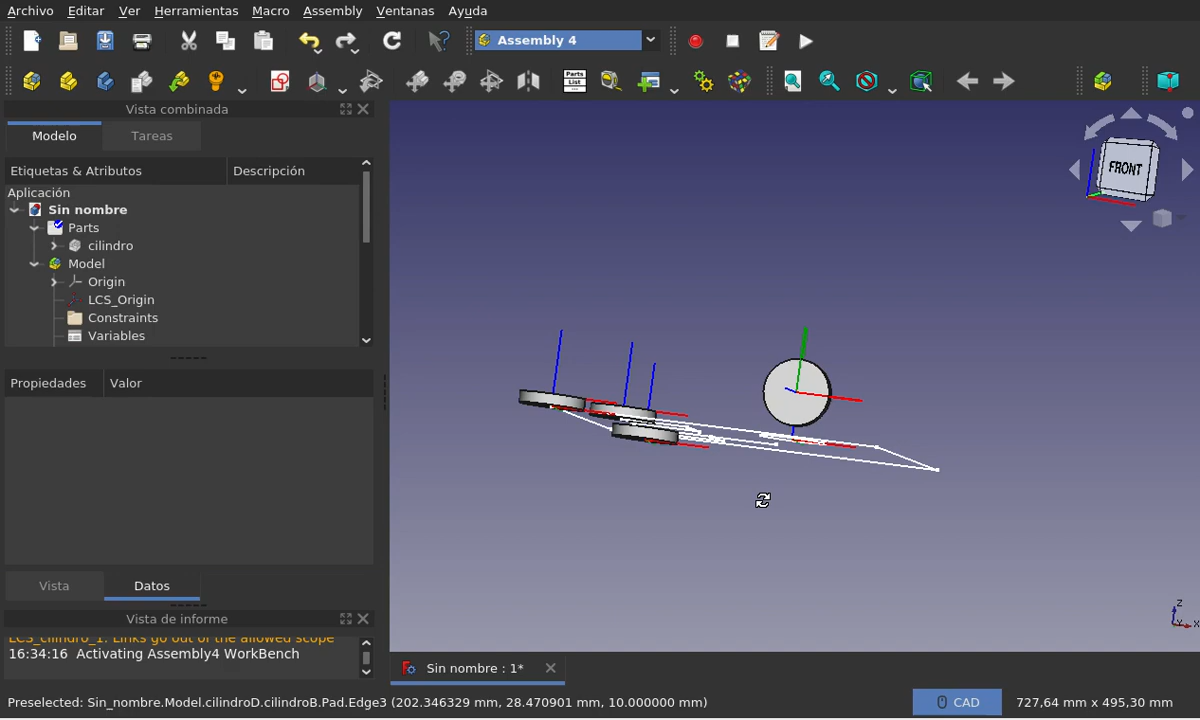 Archivo Editar Ver Herramientas Macro Assembly Ventanas Ayuda
Assembly 4
Parts List
Vista combinada
Modelo Tareas
Etiquetas & Atributos Descripción
Aplicación
Sin nombre
Parts
cilindro
Model
Origin
LCS_Origin
Constraints
Variables
Propiedades Valor
Vista Datos
Vista de informe
LCS_cilindro_1: Links go out of the allowed scope
16:34:16 Activating Assembly4 WorkBench
FRONT
Z
X
Sin nombre : 1*
Preselected: Sin_nombre.Model.cilindroD.cilindroB.Pad.Edge3 (202.346329 mm, 28.470901 mm, 10.000000 mm)
CAD
727,64 mm x 495,30 mm